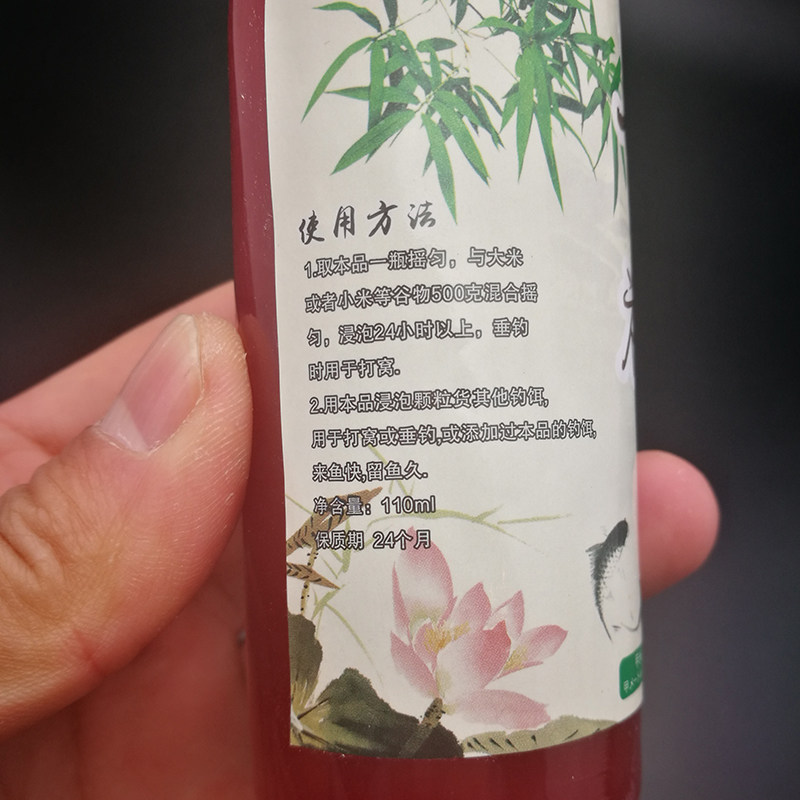 使用方法
1.取本品一瓶摇匀，与大米
或者小米等谷物500克混合摇
匀，浸泡24小时以上，垂钓
时用于打窝.
2.用本品浸泡颗粒货其他钓饵,
用于打窝或垂钓,或添加过本品的钓饵,
来鱼快,留鱼久.
净含量：110ml
保质期 24个月